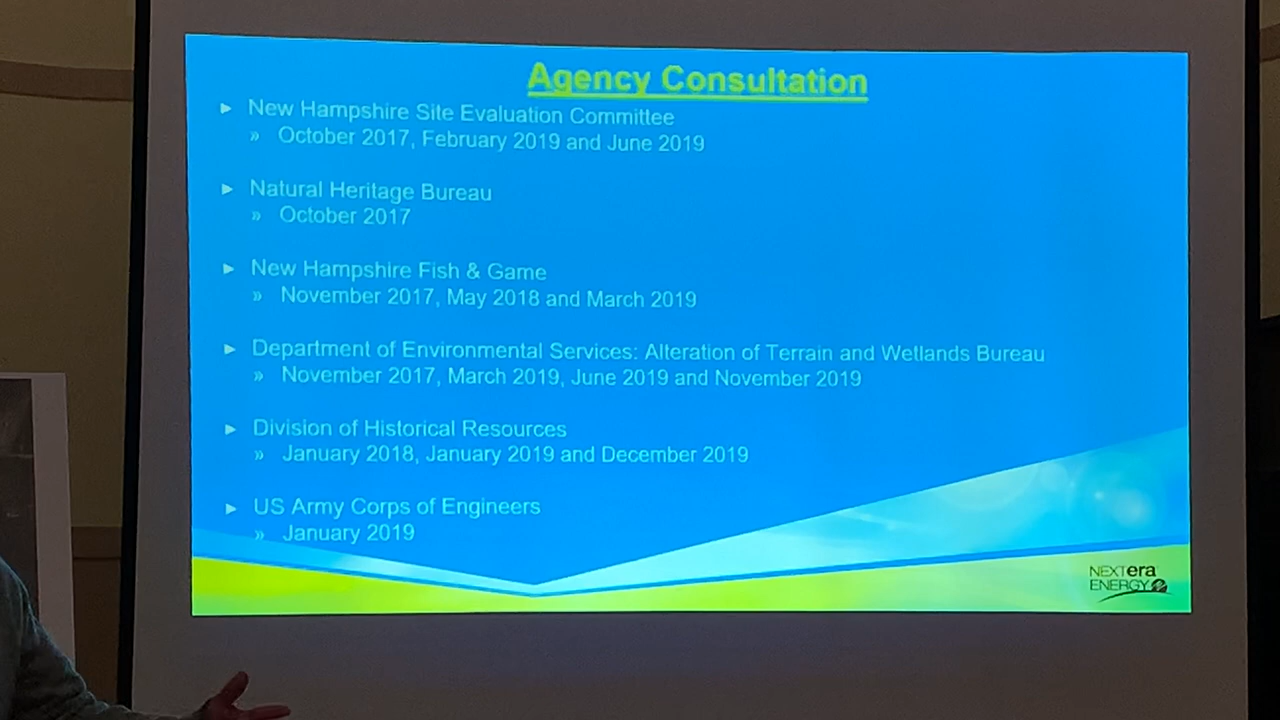 Agency Consultation
► New Hampshire Site Evaluation Committee
» October 2017, February 2019 and June 2019
► Natural Heritage Bureau
» October 2017
► New Hampshire Fish & Game
» November 2017, May 2018 and March 2019
► Department of Environmental Services: Alteration of Terrain and Wetlands Bureau
» November 2017, March 2019, June 2019 and November 2019
► Division of Historical Resources
» January 2018, January 2019 and December 2019
► US Army Corps of Engineers
» January 2019
NEXTera
ENERGY